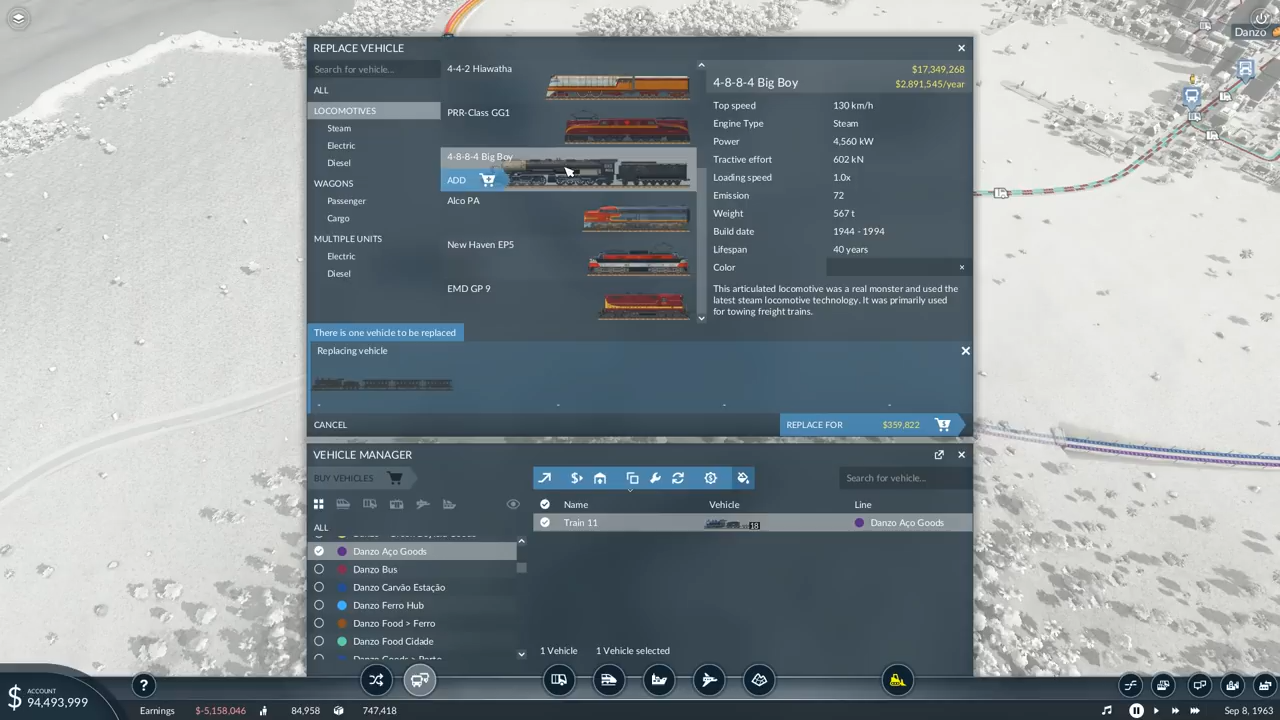 Danzo
REPLACE VEHICLE
Search for vehicle...
ALL
LOCOMOTIVES
Steam
Electric
Diesel
WAGONS
Passenger
Cargo
MULTIPLE UNITS
Electric
Diesel
4-4-2 Hiawatha
PRR-Class GG1
4-8-8-4 Big Boy
ADD
Alco PA
New Haven EP5
EMD GP 9
$17,349,268
4-8-8-4 Big Boy
$2,891,545/year
Top speed 130 km/h
Engine Type Steam
Power 4,560 kW
Tractive effort 602 kN
Loading speed 1.0x
Emission 72
Weight 567 t
Build date 1944 - 1994
Lifespan 40 years
Color
This articulated locomotive was a real monster and used the
latest steam locomotive technology. It was primarily used
for towing freight trains.
There is one vehicle to be replaced
Replacing vehicle
- - - -
CANCEL
REPLACE FOR $359,822
VEHICLE MANAGER
BUY VEHICLES
Search for vehicle...
Name Vehicle Line
Train 11 18 Danzo Aço Goods
ALL
Danzo Aço Goods
Danzo Bus
Danzo Carvão Estação
Danzo Ferro Hub
Danzo Food > Ferro
Danzo Food Cidade
Danzo Goods > Porto
1 Vehicle 1 Vehicle selected
$ ACCOUNT
94,493,999
?
Earnings $-5,158,046 84,958 747,418
Sep 8, 1963